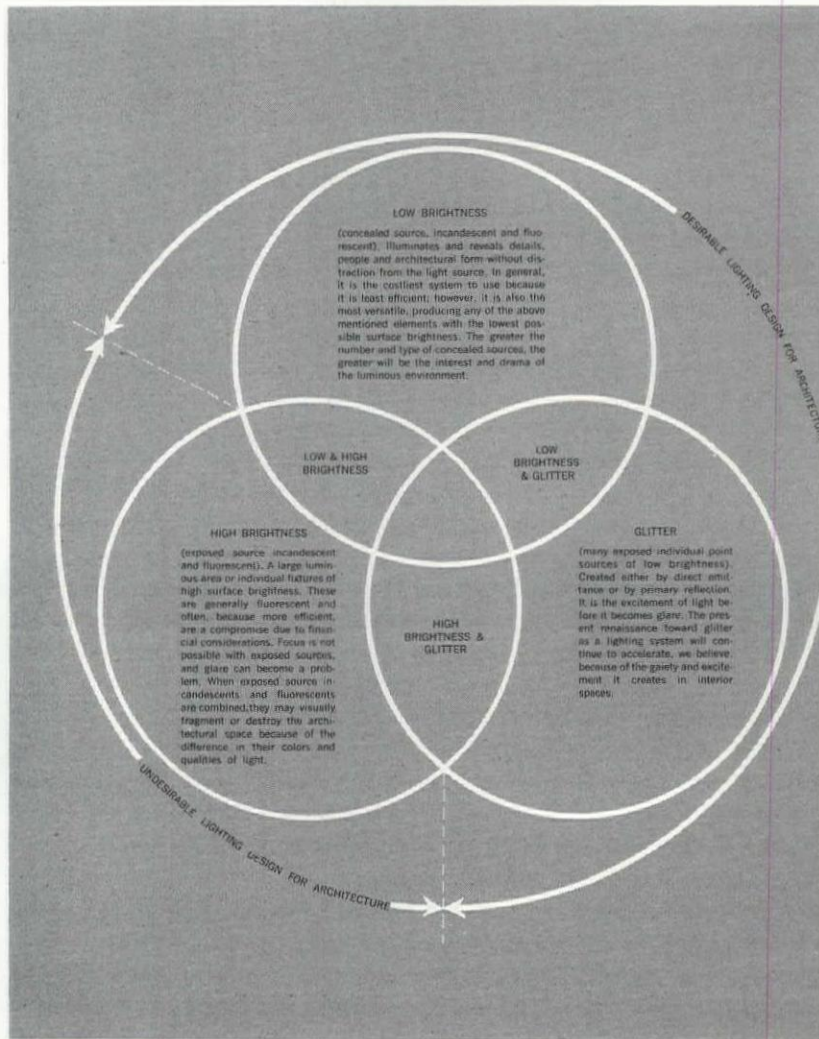 LOW BRIGHTNESS
(concealed source, incandescent and fluo-
rescent). Illuminates and reveals details,
people and architectural form without dis-
traction from the light source. In general,
it is the costliest system to use because
it is least efficient; however, it is also the
most versatile, producing any of the above
mentioned elements with the lowest pos-
sible surface brightness. The greater the
number and type of concealed sources, the
greater will be the interest and drama of
the luminous environment.
DESIRABLE LIGHTING DESIGN FOR ARCHITECTURE
LOW & HIGH
BRIGHTNESS
LOW
BRIGHTNESS
& GLITTER
HIGH BRIGHTNESS
(exposed source incandescent
and fluorescent). A large lumin-
ous area or individual fixtures of
high surface brightness. These
are generally fluorescent and
often, because more efficient,
are a compromise due to finan-
cial considerations. Focus is not
possible with exposed sources,
and glare can become a prob-
lem. When exposed source in-
candescents and fluorescents
are combined, they may visually
fragment or destroy the archi-
tectural space because of the
difference in their colors and
qualities of light.
HIGH
BRIGHTNESS &
GLITTER
GLITTER
(many exposed individual point
sources of low brightness).
Created either by direct emit-
tance or by primary reflection.
It is the excitement of light be-
fore it becomes glare. The pres-
ent renaissance toward glitter
as a lighting system will con-
tinue to accelerate, we believe,
because of the gaiety and excite-
ment it creates in interior
spaces.
UNDESIRABLE LIGHTING DESIGN FOR ARCHITECTURE